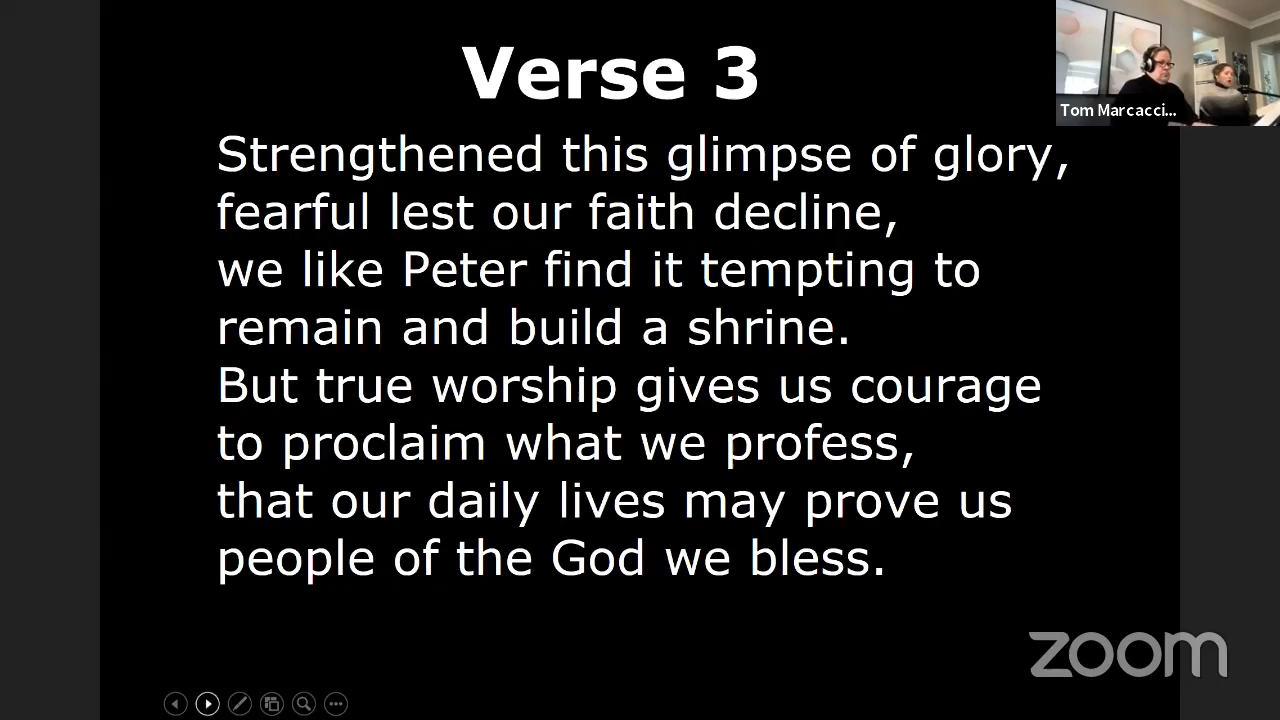 Verse 3
Tom Marcacci...
Strengthened this glimpse of glory,
fearful lest our faith decline,
we like Peter find it tempting to
remain and build a shrine.
But true worship gives us courage
to proclaim what we profess,
that our daily lives may prove us
people of the God we bless.
zoom